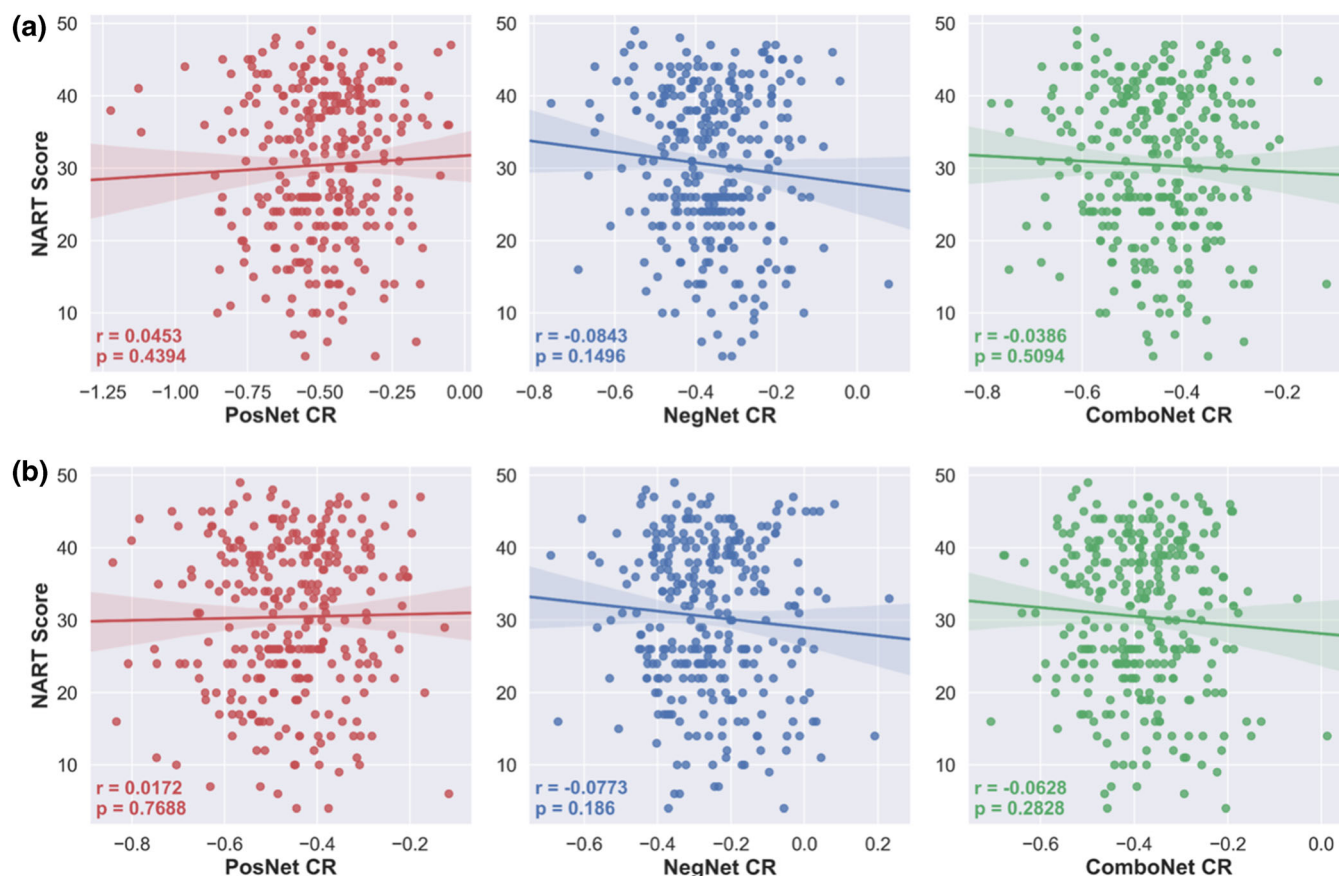 (a)
NART Score
50
40
30
20
10
r = 0.0453
p = 0.4394
−1.25 −1.00 −0.75 −0.50 −0.25 0.00
PosNet CR
50
40
30
20
10
r = -0.0843
p = 0.1496
−0.8 −0.6 −0.4 −0.2 0.0
NegNet CR
50
40
30
20
10
r = -0.0386
p = 0.5094
−0.8 −0.6 −0.4 −0.2
ComboNet CR
(b)
NART Score
50
40
30
20
10
r = 0.0172
p = 0.7688
−0.8 −0.6 −0.4 −0.2
PosNet CR
50
40
30
20
10
r = -0.0773
p = 0.186
−0.6 −0.4 −0.2 0.0 0.2
NegNet CR
50
40
30
20
10
r = -0.0628
p = 0.2828
−0.6 −0.4 −0.2 0.0
ComboNet CR